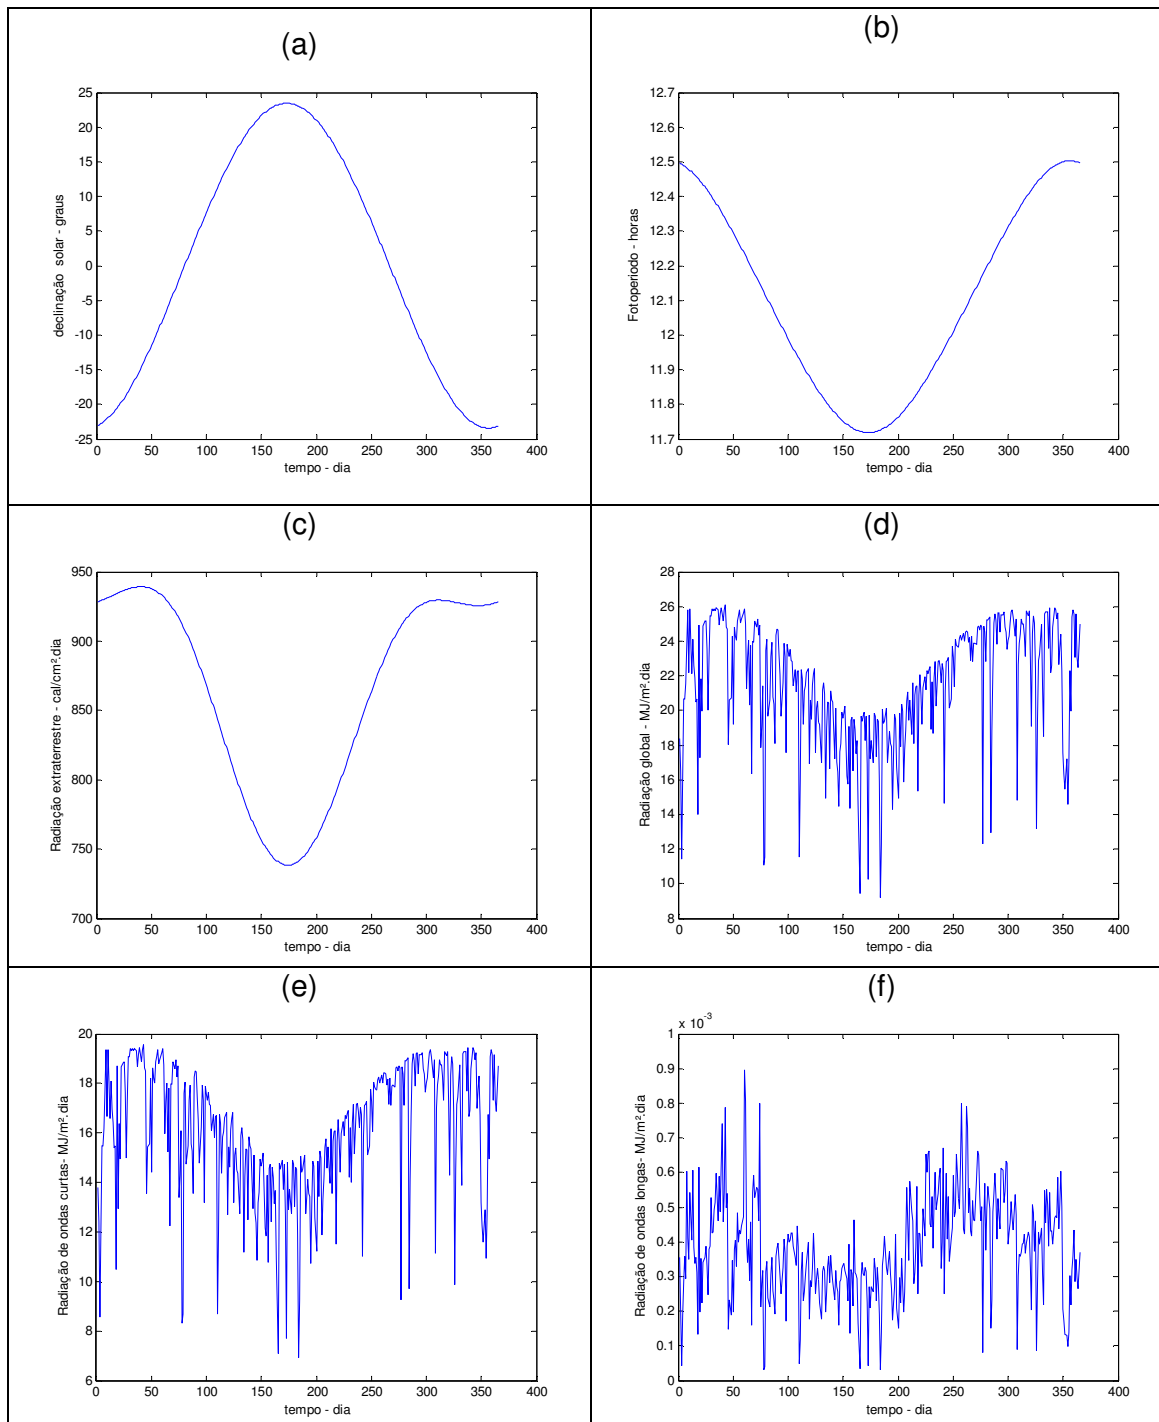 (a)
25
20
15
10
5
0
-5
-10
-15
-20
-25
0 50 100 150 200 250 300 350 400
tempo - dia
declinação solar - graus
(b)
12.7
12.6
12.5
12.4
12.3
12.2
12.1
12
11.9
11.8
11.7
0 50 100 150 200 250 300 350 400
tempo - dia
Fotoperiodo - horas
(c)
950
900
850
800
750
700
0 50 100 150 200 250 300 350 400
tempo - dia
Radiação extraterrestre - cal/cm².dia
(d)
28
26
24
22
20
18
16
14
12
10
8
0 50 100 150 200 250 300 350 400
tempo - dia
Radiação global - MJ/m².dia
(e)
20
18
16
14
12
10
8
6
0 50 100 150 200 250 300 350 400
tempo - dia
Radiação de ondas curtas- MJ/m².dia
(f)
x 10⁻³
1
0.9
0.8
0.7
0.6
0.5
0.4
0.3
0.2
0.1
0
0 50 100 150 200 250 300 350 400
tempo - dia
Radiação de ondas longas- MJ/m².dia